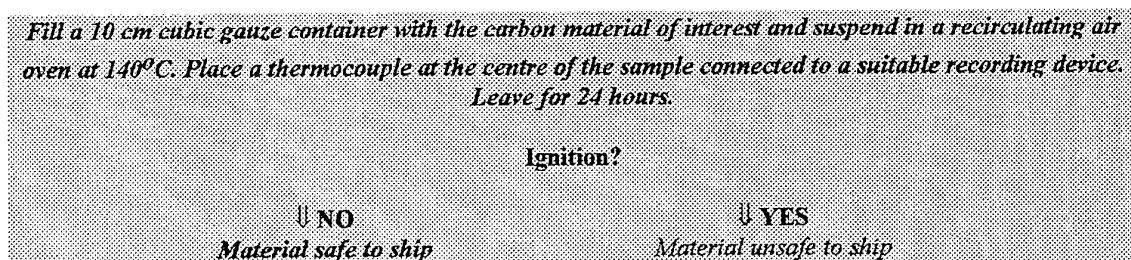 Fill a 10 cm cubic gauze container with the carbon material of interest and suspend in a recirculating air
oven at 140⁰C. Place a thermocouple at the centre of the sample connected to a suitable recording device.
Leave for 24 hours.
Ignition?
⇓ NO ⇓ YES
Material safe to ship Material unsafe to ship